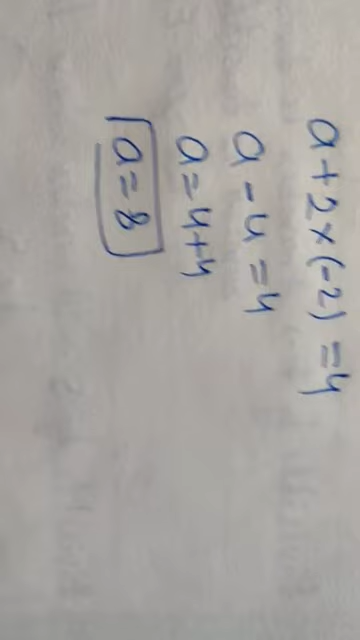 a + 2 × (-2) = 4
a - 4 = 4
a = 4 + 4
a = 8